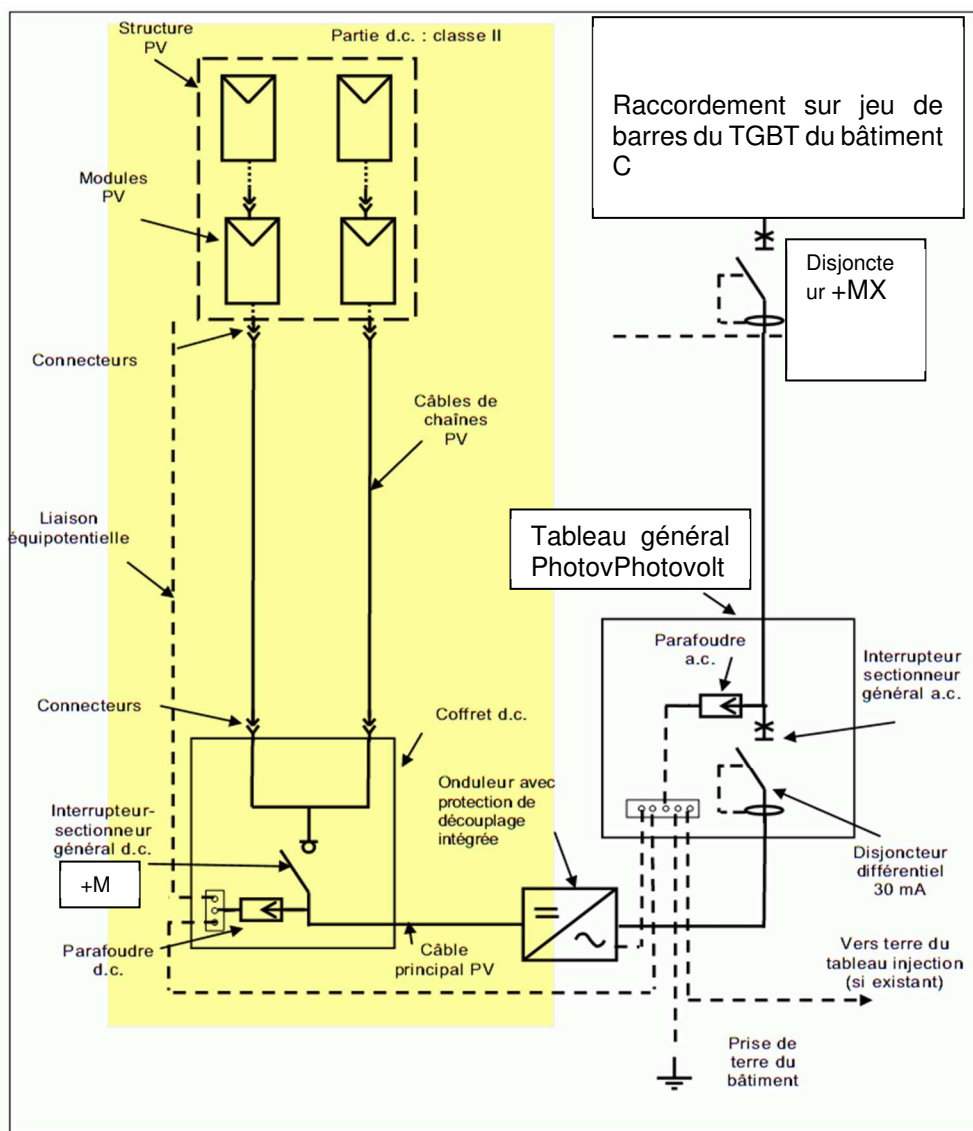 Structure
PV
Partie d.c. : classe II
Raccordement sur jeu de
barres du TGBT du bâtiment
C
Modules
PV
Disjoncte
ur +MX
Connecteurs
Câbles de
chaînes
PV
Liaison
équipotentielle
Tableau général
PhotovPhotovolt
Parafoudre
a.c.
Interrupteur
sectionneur
général a.c.
Connecteurs
Coffret d.c.
Onduleur avec
protection de
découplage
intégrée
Interrupteur-
sectionneur
général d.c.
+M
Disjoncteur
différentiel
30 mA
Parafoudre
d.c.
Câble
principal PV
Vers terre du
tableau injection
(si existant)
Prise de
terre du
bâtiment